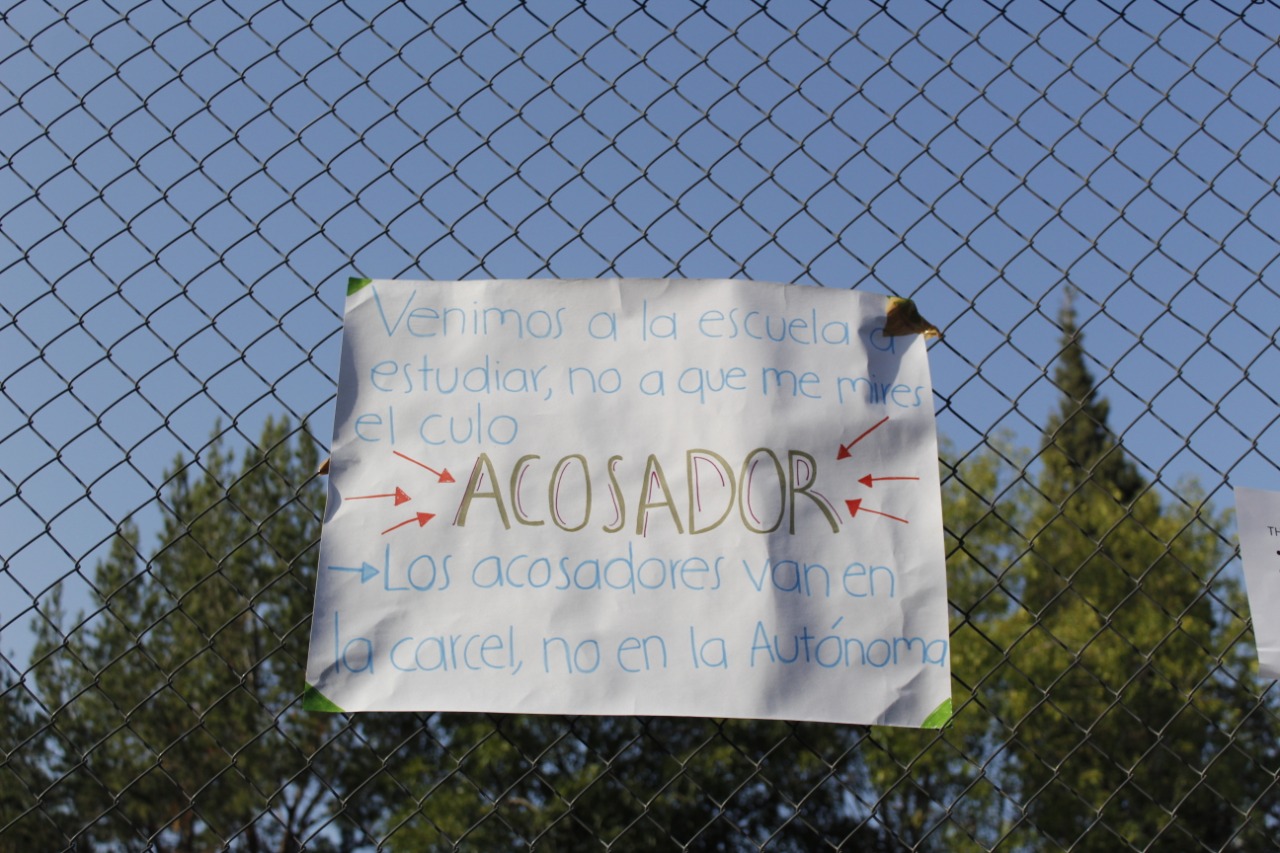 Venimos a la escuela a
estudiar, no a que me mires
el culo
ACOSADOR
Los acosadores van en
la carcel, no en la Autónoma
TH